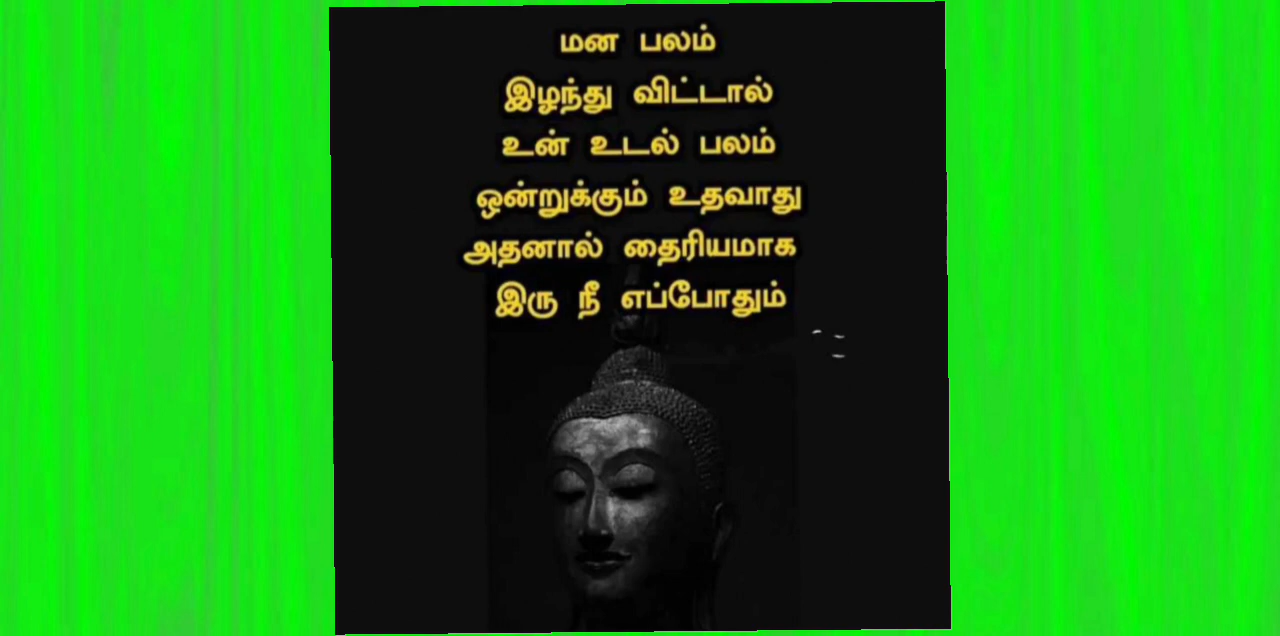 மன பலம்
இழந்து விட்டால்
உன் உடல் பலம்
ஒன்றுக்கும் உதவாது
அதனால் தைரியமாக
இரு நீ எப்போதும்